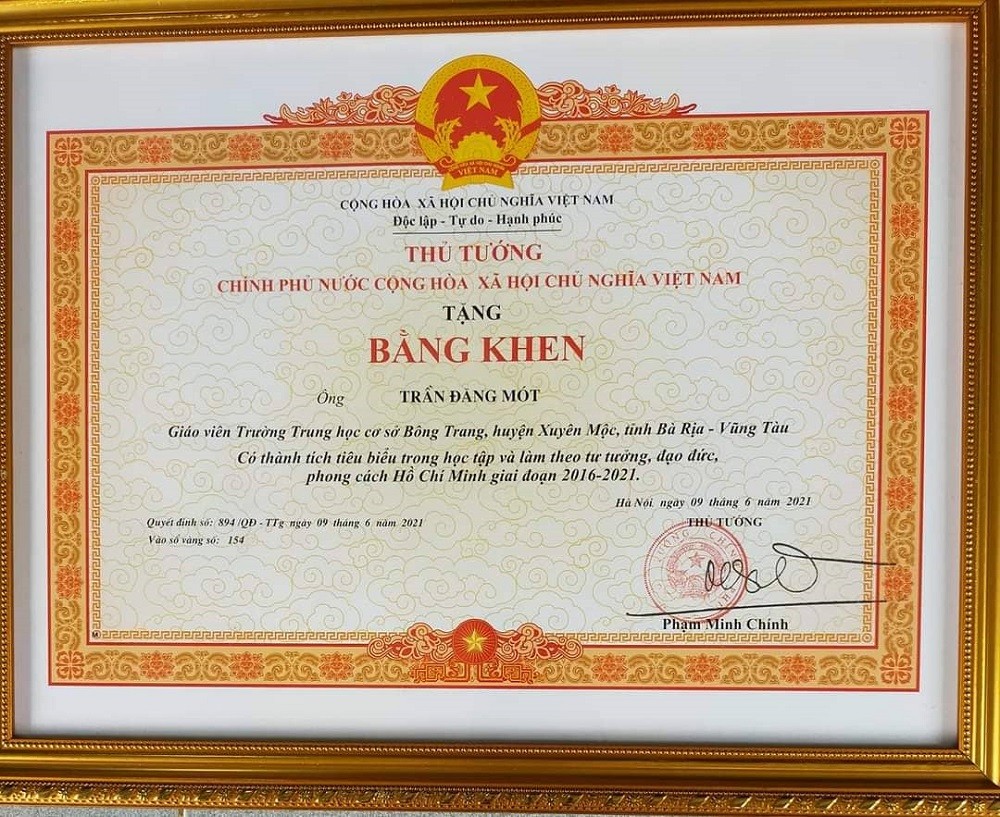 VIỆT NAM
CỘNG HÒA XÃ HỘI CHỦ NGHĨA VIỆT NAM
Độc lập - Tự do - Hạnh phúc
THỦ TƯỚNG
CHÍNH PHỦ NƯỚC CỘNG HÒA XÃ HỘI CHỦ NGHĨA VIỆT NAM
TẶNG
BẰNG KHEN
Ông TRẦN ĐĂNG MÓT
Giáo viên Trường Trung học cơ sở Bông Trang, huyện Xuyên Mộc, tỉnh Bà Rịa - Vũng Tàu
Có thành tích tiêu biểu trong học tập và làm theo tư tưởng, đạo đức,
phong cách Hồ Chí Minh giai đoạn 2016-2021.
Hà Nội, ngày 09 tháng 6 năm 2021
Quyết định số: 894 /QĐ - TTg ngày 09 tháng 6 năm 2021
THỦ TƯỚNG
Vào sổ vàng số: 154
Phạm Minh Chính